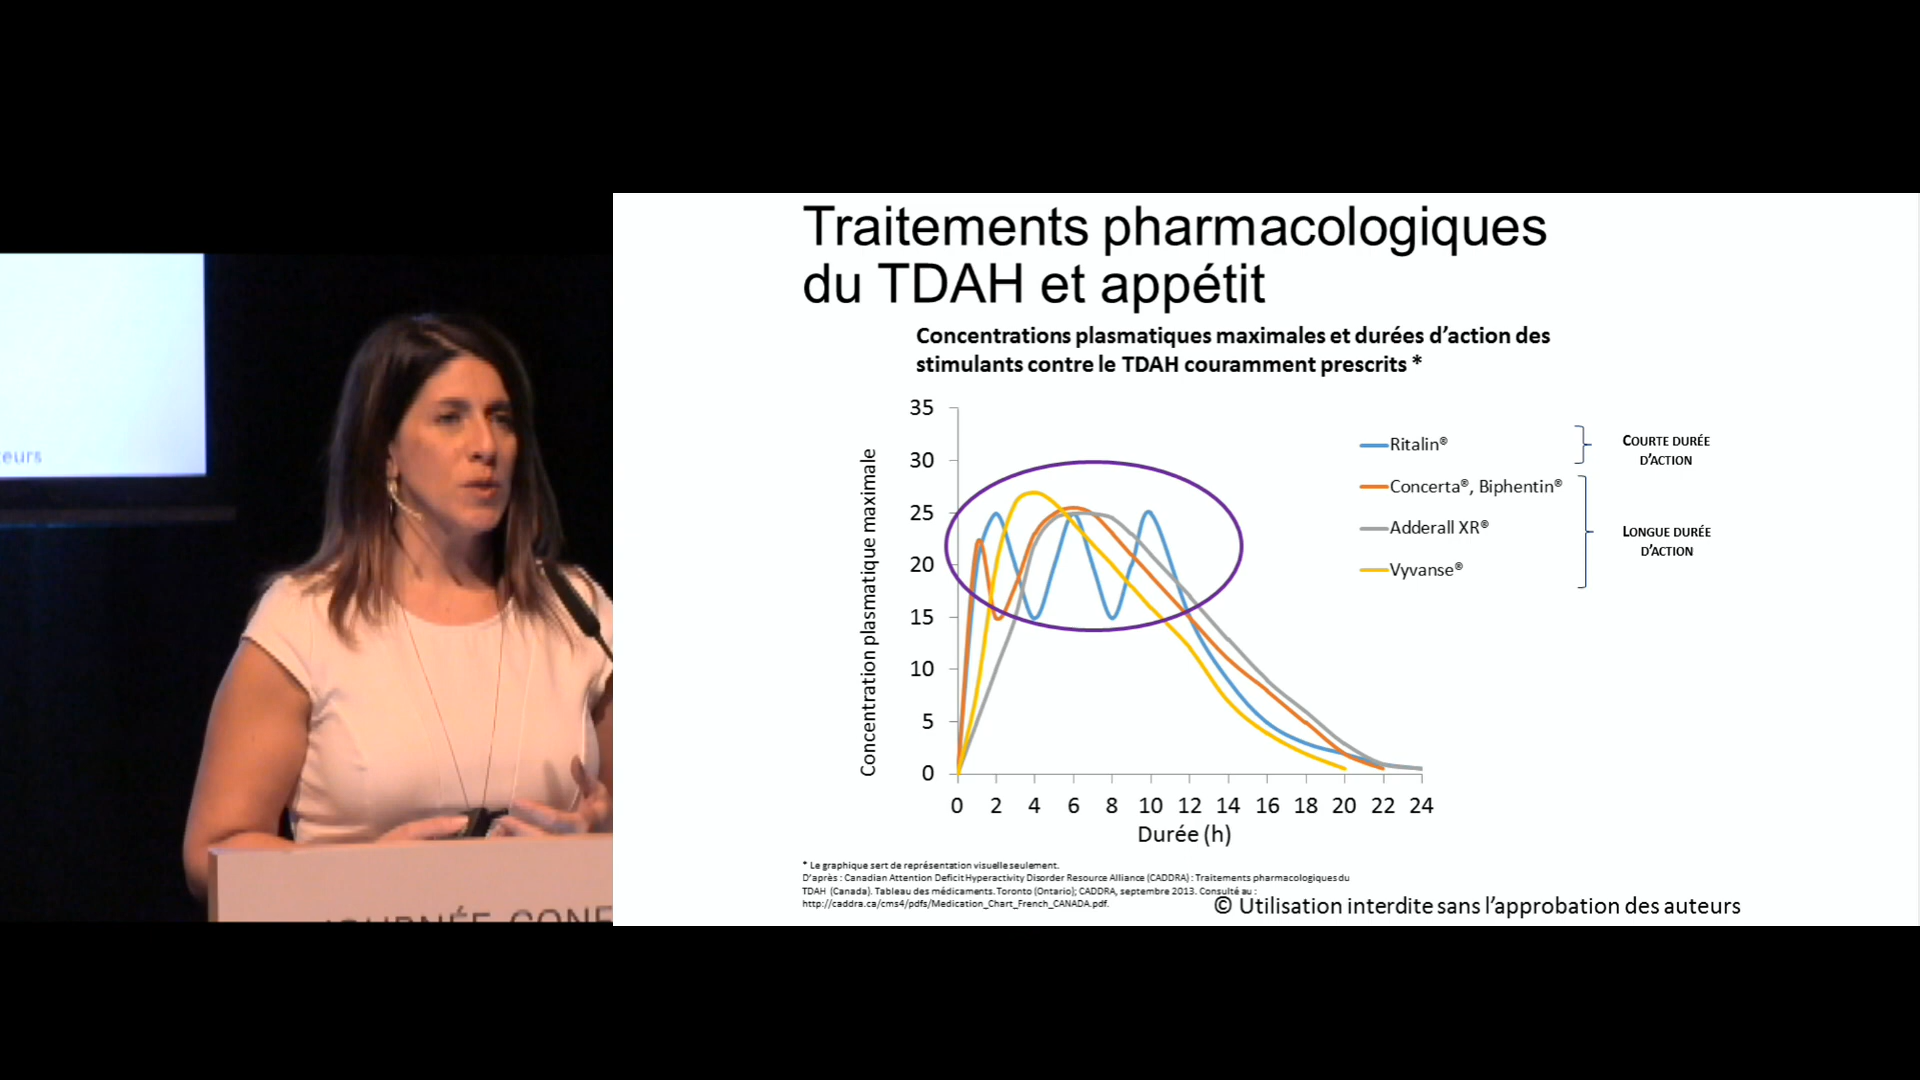 eurs
JOURNÉE CONF
Traitements pharmacologiques
du TDAH et appétit
Concentrations plasmatiques maximales et durées d'action des
stimulants contre le TDAH couramment prescrits *
Concentration plasmatique maximale
35
30
25
20
15
10
5
0
0 2 4 6 8 10 12 14 16 18 20 22 24
Durée (h)
Ritalin®
Concerta®, Biphentin®
Adderall XR®
Vyvanse®
COURTE DURÉE
D'ACTION
LONGUE DURÉE
D'ACTION
* Le graphique sert de représentation visuelle seulement.
D'après : Canadian Attention Deficit Hyperactivity Disorder Resource Alliance (CADDRA) : Traitements pharmacologiques du
TDAH (Canada). Tableau des médicaments. Toronto (Ontario); CADDRA, septembre 2013. Consulté au :
http://caddra.ca/cms4/pdfs/Medication_Chart_French_CANADA.pdf.
© Utilisation interdite sans l'approbation des auteurs